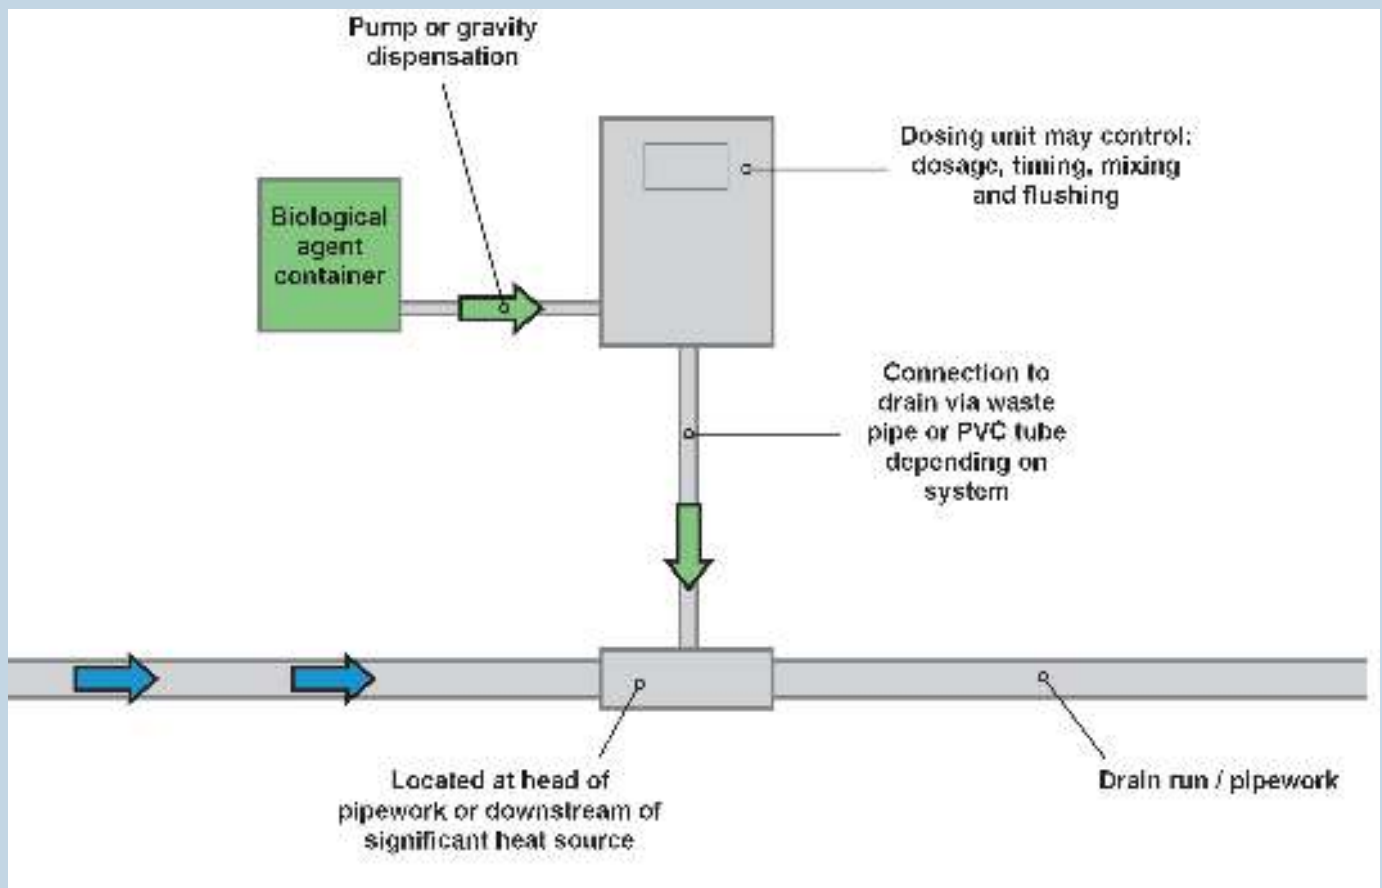 Pump or gravity
dispensation
Dosing unit may control:
dosage, timing, mixing
and flushing
Biological
agent
container
Connection to
drain via waste
pipe or PVC tube
depending on
system
Located at head of
pipework or downstream of
significant heat source
Drain run / pipework